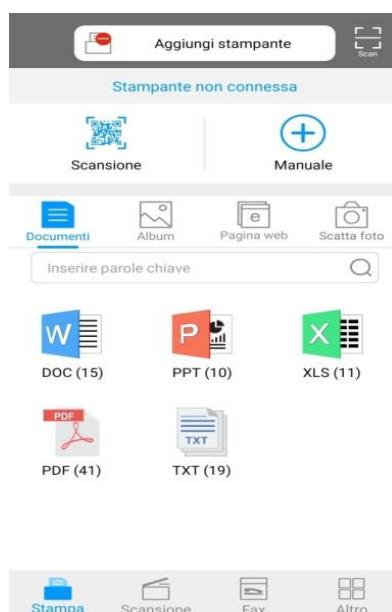 Aggiungi stampante
Scan
Stampante non connessa
Scansione Manuale
Documenti Album Pagina web Scatta foto
Inserire parole chiave
W P X
DOC (15) PPT (10) XLS (11)
PDF TXT
PDF (41) TXT (19)
Stampa Scansione Fax Altro